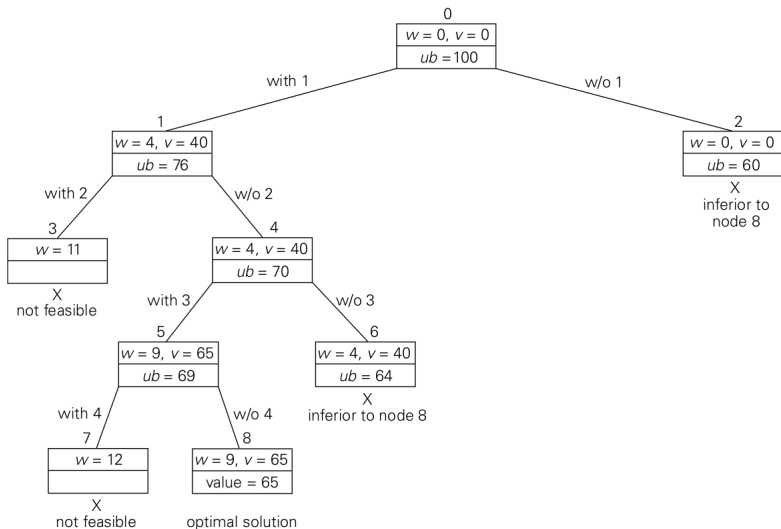 0
w = 0, v = 0
ub = 100
with 1
w/o 1
1
w = 4, v = 40
ub = 76
2
w = 0, v = 0
ub = 60
X
inferior to
node 8
with 2
w/o 2
3
w = 11
X
not feasible
4
w = 4, v = 40
ub = 70
with 3
w/o 3
5
w = 9, v = 65
ub = 69
6
w = 4, v = 40
ub = 64
X
inferior to node 8
with 4
w/o 4
7
w = 12
X
not feasible
8
w = 9, v = 65
value = 65
optimal solution